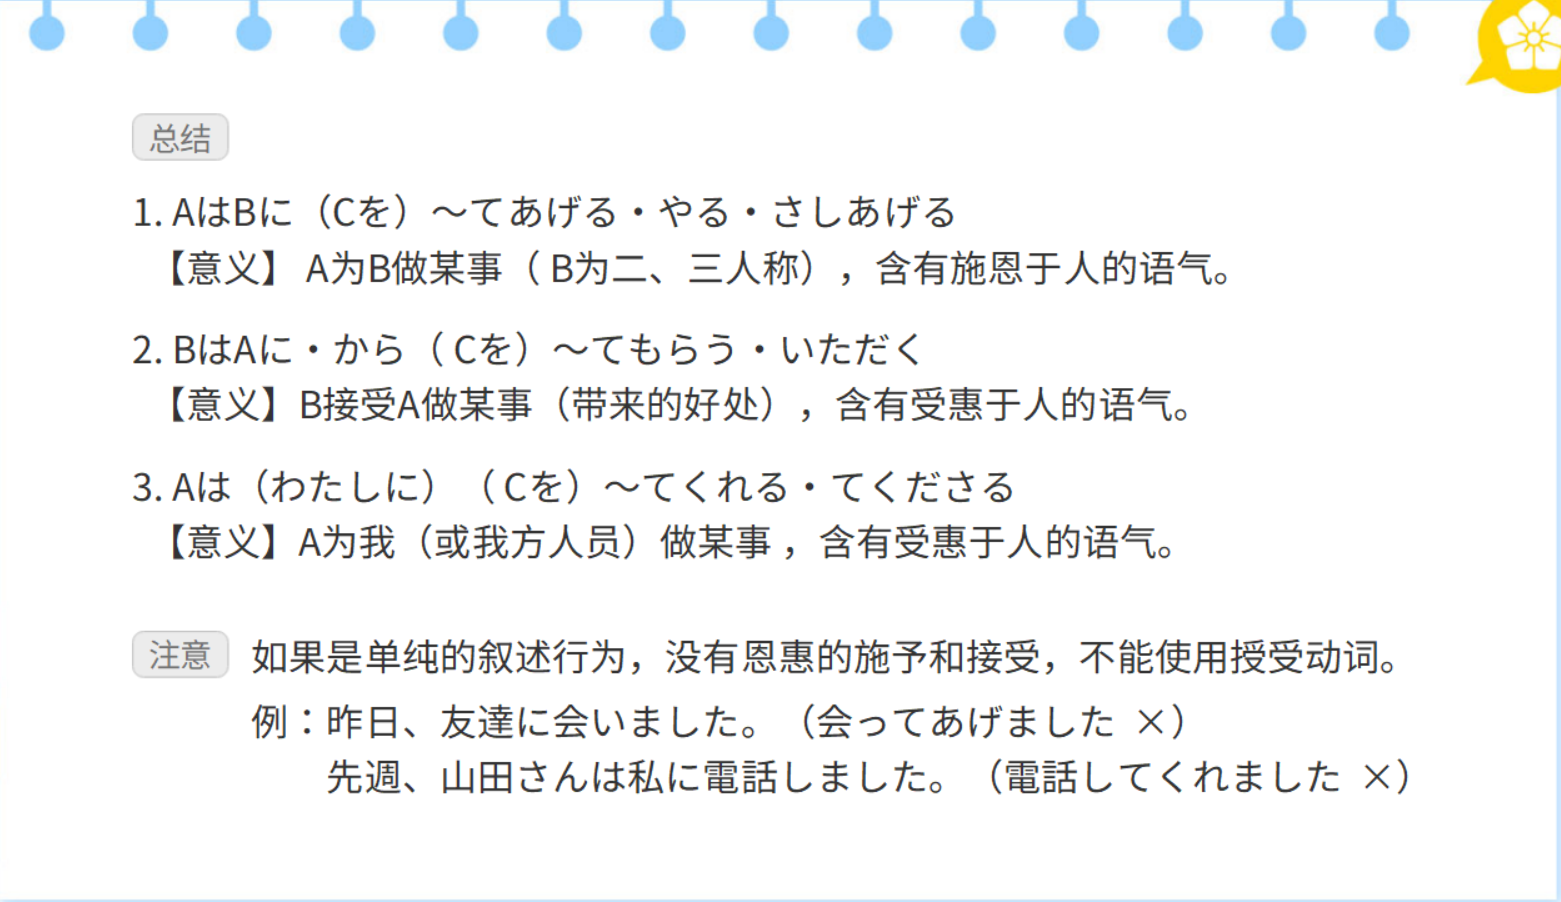 总结
1. AはBに（Cを）～てあげる・やる・さしあげる
【意义】 A为B做某事（ B为二、三人称），含有施恩于人的语气。
2. BはAに・から（ Cを）～てもらう・いただく
【意义】B接受A做某事（带来的好处），含有受惠于人的语气。
3. Aは（わたしに）（ Cを）～てくれる・てくださる
【意义】A为我（或我方人员）做某事 ，含有受惠于人的语气。
注意 如果是单纯的叙述行为，没有恩惠的施予和接受，不能使用授受动词。
例：昨日、友達に会いました。（会ってあげました ×）
先週、山田さんは私に電話しました。（電話してくれました ×）